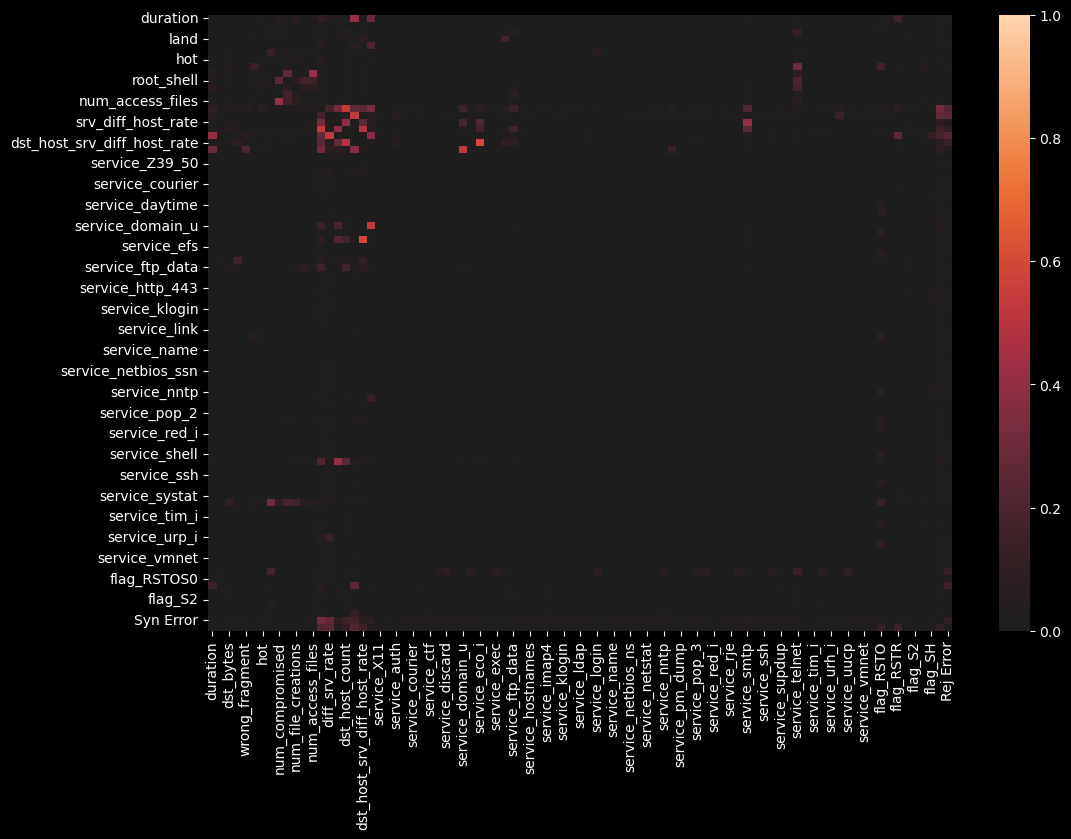 duration
land
hot
root_shell
num_access_files
srv_diff_host_rate
dst_host_srv_diff_host_rate
service_Z39_50
service_courier
service_daytime
service_domain_u
service_efs
service_ftp_data
service_http_443
service_klogin
service_link
service_name
service_netbios_ssn
service_nntp
service_pop_2
service_red_i
service_shell
service_ssh
service_systat
service_tim_i
service_urp_i
service_vmnet
flag_RSTOS0
flag_S2
Syn Error
duration
dst_bytes
wrong_fragment
hot
num_compromised
num_file_creations
num_access_files
diff_srv_rate
dst_host_count
dst_host_srv_diff_host_rate
service_X11
service_auth
service_courier
service_ctf
service_discard
service_domain_u
service_eco_i
service_exec
service_ftp_data
service_hostnames
service_imap4
service_klogin
service_ldap
service_login
service_name
service_netbios_ns
service_netstat
service_nntp
service_pm_dump
service_pop_3
service_red_i
service_rje
service_smtp
service_ssh
service_supdup
service_telnet
service_tim_i
service_urh_i
service_uucp
service_vmnet
flag_RSTO
flag_RSTR
flag_S2
flag_SH
Rej Error
1.0
0.8
0.6
0.4
0.2
0.0